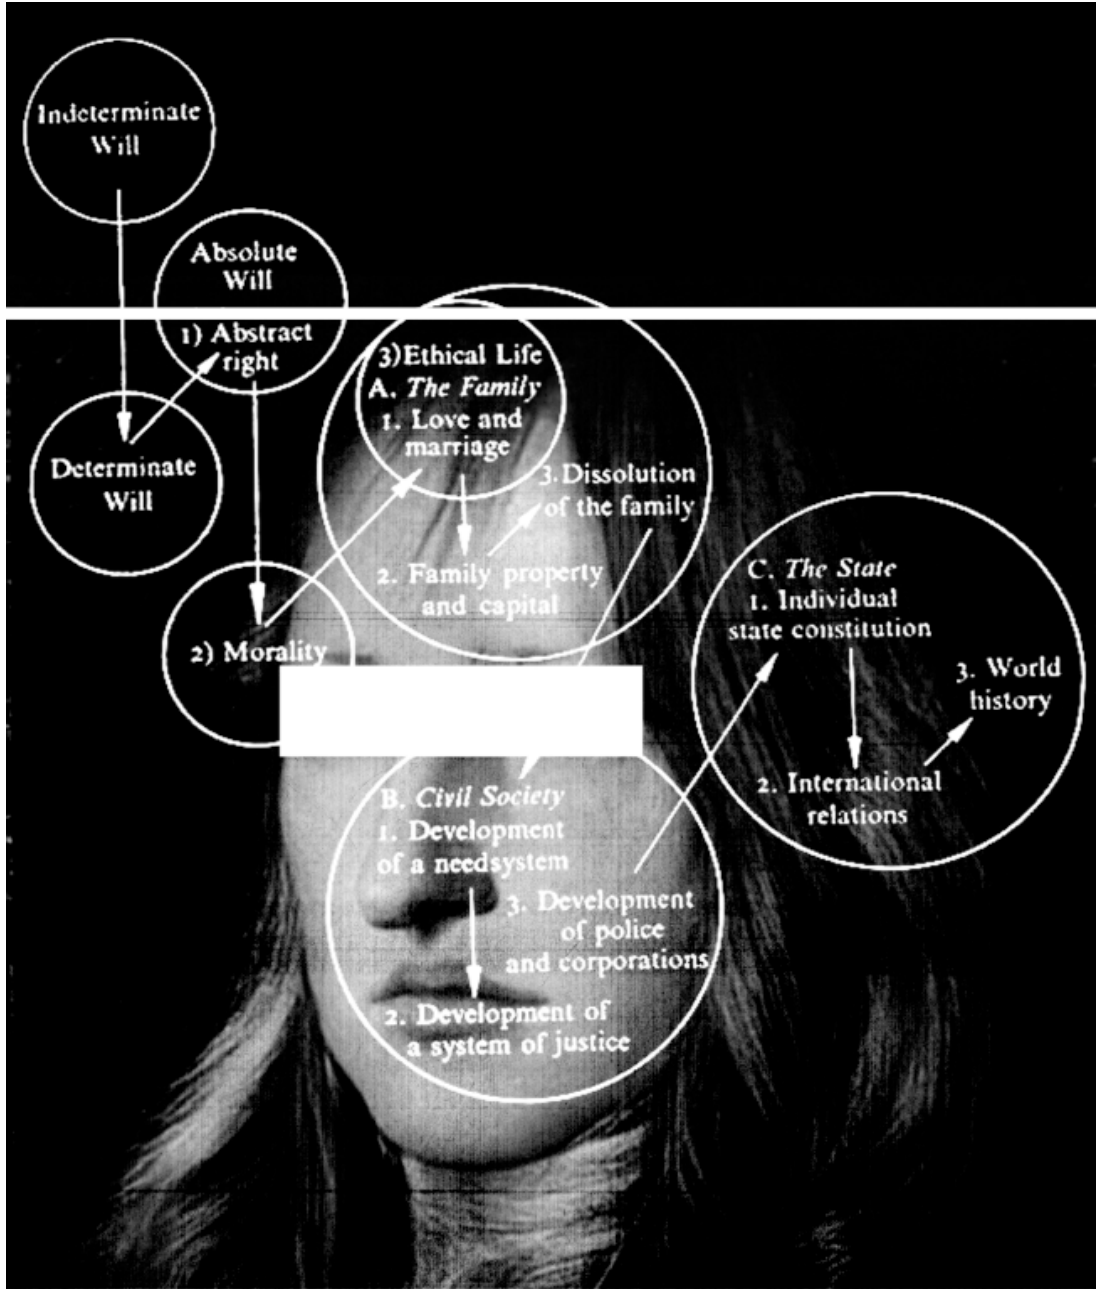 Indeterminate
Will
Absolute
Will
1) Abstract
right
Determinate
Will
2) Morality
3) Ethical Life
A. The Family
1. Love and
marriage
3. Dissolution
of the family
2. Family property
and capital
B. Civil Society
1. Development
of a needsystem
3. Development
of police
and corporations
2. Development of
a system of justice
C. The State
1. Individual
state constitution
3. World
history
2. International
relations